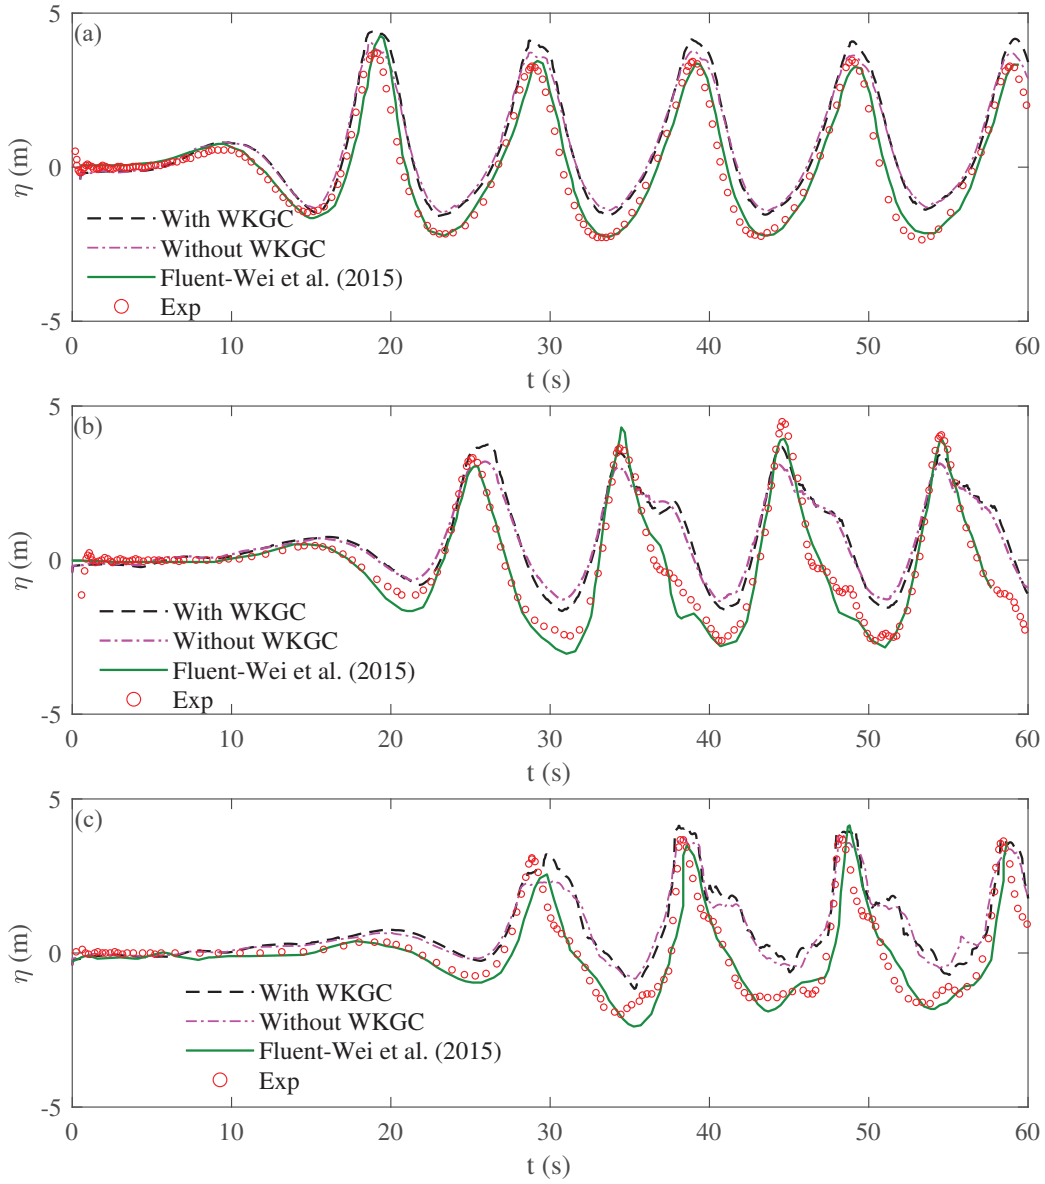 (a)
5
0
-5
η (m)
With WKGC
Without WKGC
Fluent-Wei et al. (2015)
Exp
0 10 20 30 40 50 60
t (s)
(b)
5
0
-5
η (m)
With WKGC
Without WKGC
Fluent-Wei et al. (2015)
Exp
0 10 20 30 40 50 60
t (s)
(c)
5
0
-5
η (m)
With WKGC
Without WKGC
Fluent-Wei et al. (2015)
Exp
0 10 20 30 40 50 60
t (s)